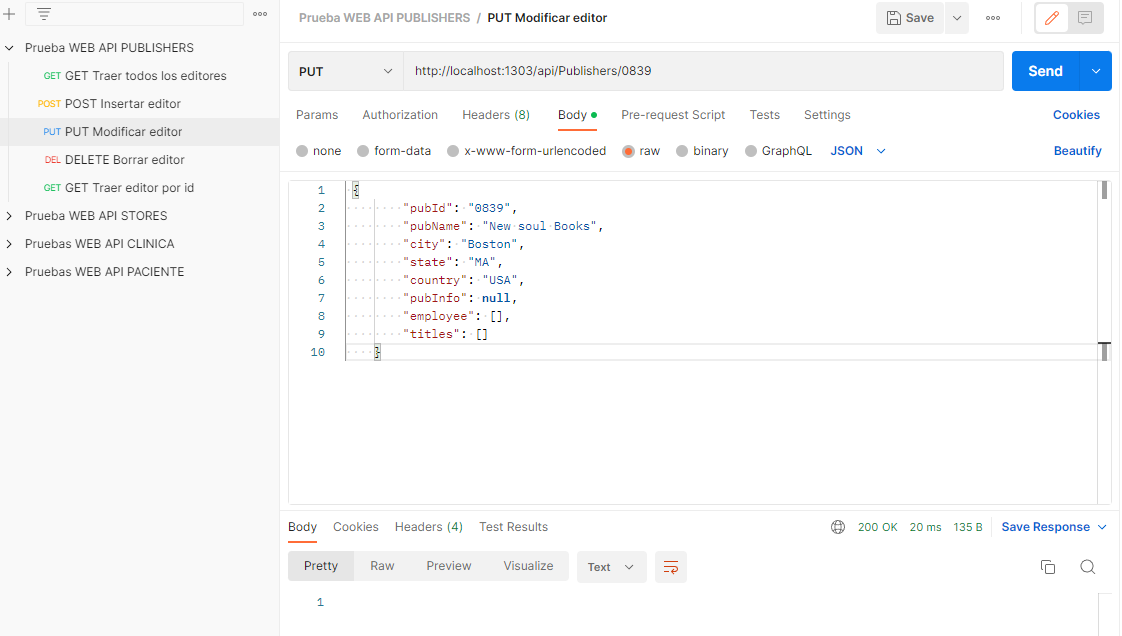 Prueba WEB API PUBLISHERS / PUT Modificar editor
Save
Prueba WEB API PUBLISHERS
GET GET Traer todos los editores
POST POST Insertar editor
PUT PUT Modificar editor
DEL DELETE Borrar editor
GET GET Traer editor por id
Prueba WEB API STORES
Pruebas WEB API CLINICA
Pruebas WEB API PACIENTE
PUT
http://localhost:1303/api/Publishers/0839
Send
Params Authorization Headers (8) Body Pre-request Script Tests Settings Cookies
none form-data x-www-form-urlencoded raw binary GraphQL JSON Beautify
1 {
2 "pubId": "0839",
3 "pubName": "New soul Books",
4 "city": "Boston",
5 "state": "MA",
6 "country": "USA",
7 "pubInfo": null,
8 "employee": [],
9 "titles": []
10 }
Body Cookies Headers (4) Test Results 200 OK 20 ms 135 B Save Response
Pretty Raw Preview Visualize Text
1